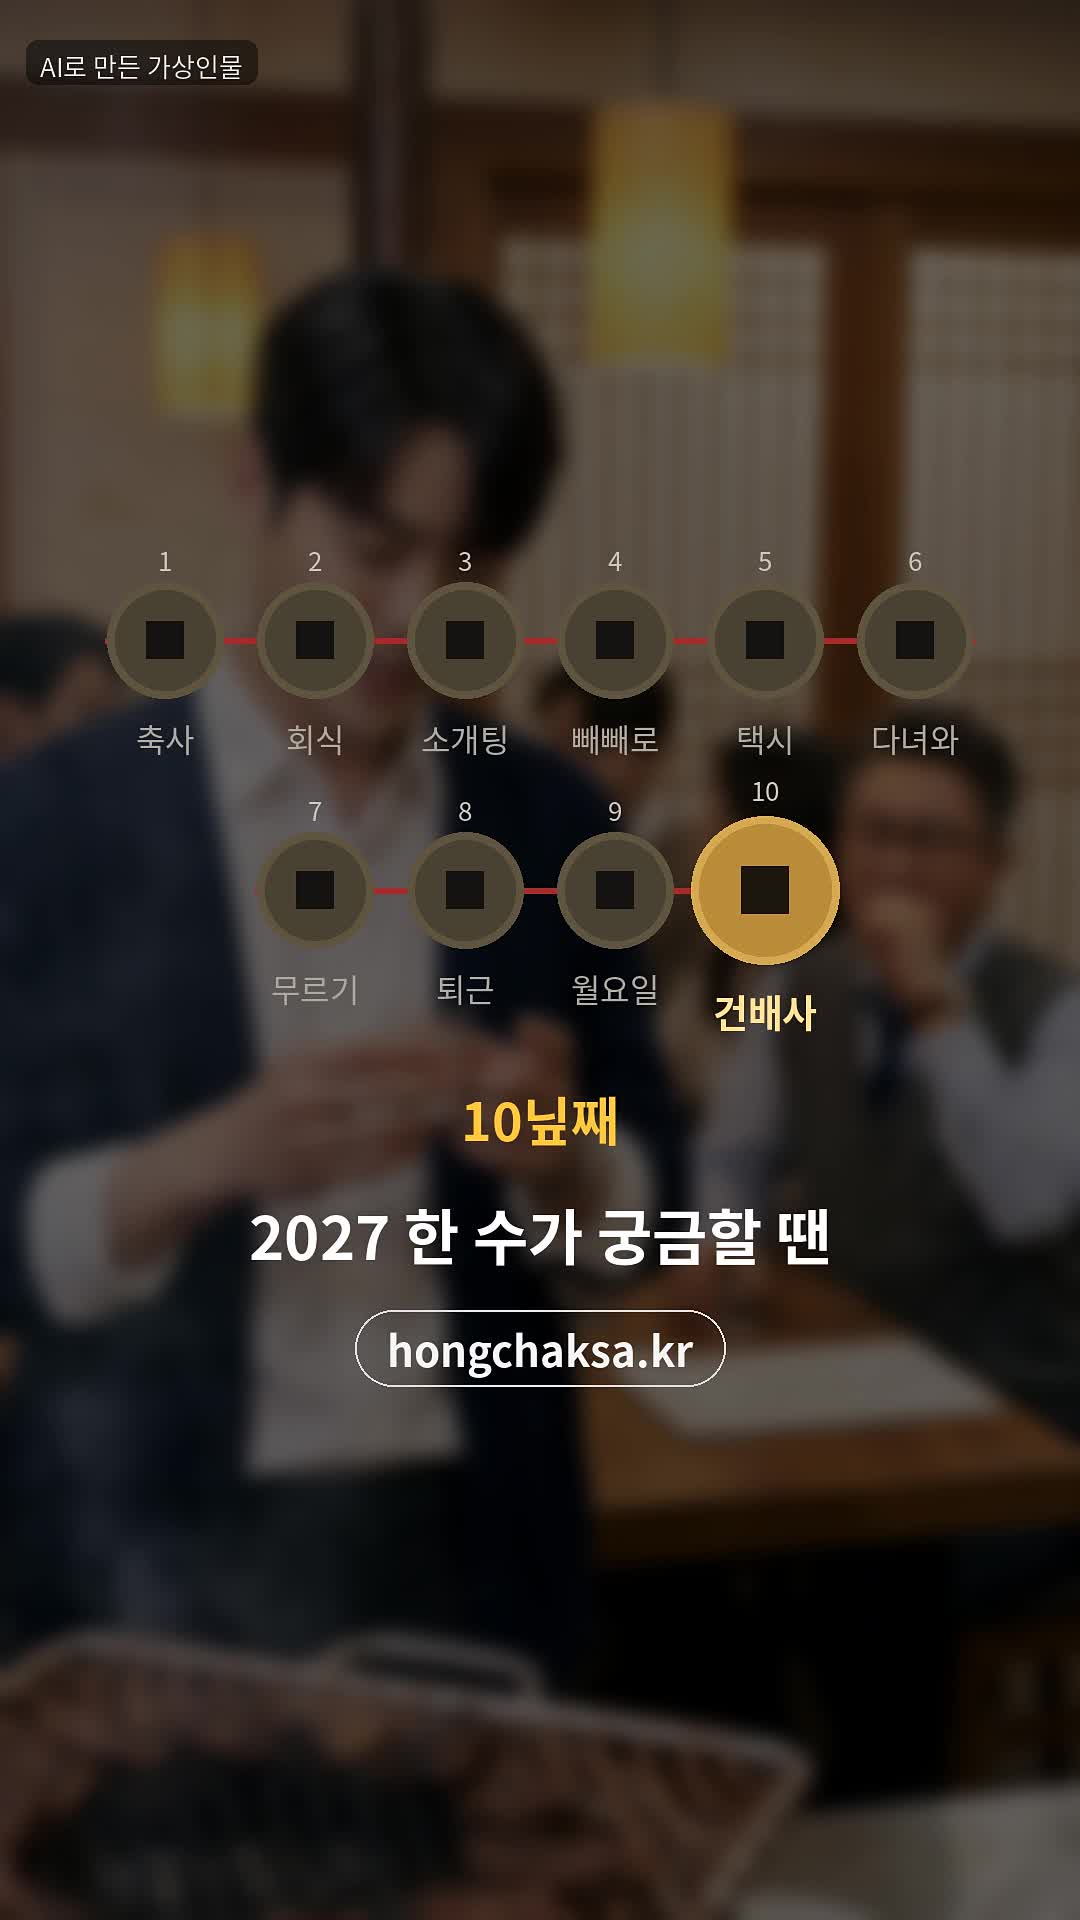 AI로 만든 가상인물
1 2 3 4 5 6
축사 회식 소개팅 빼빼로 택시 다녀와
7 8 9 10
무르기 퇴근 월요일 건배사
10닢째
2027 한 수가 궁금할 땐
hongchaksa.kr